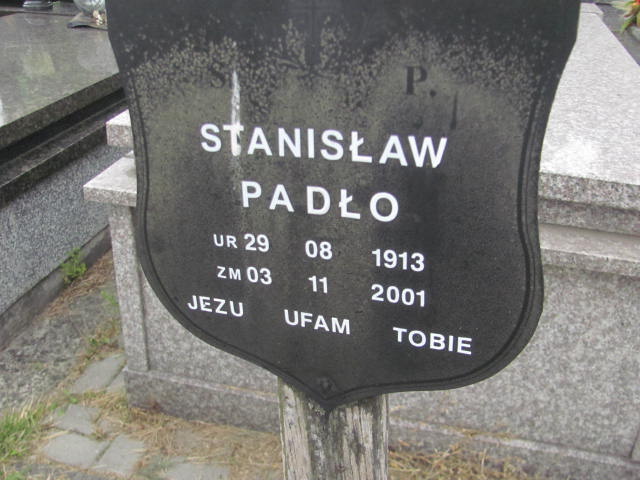 Ś. P.
STANISŁAW
PADŁO
UR 29 08 1913
ZM 03 11 2001
JEZU UFAM TOBIE